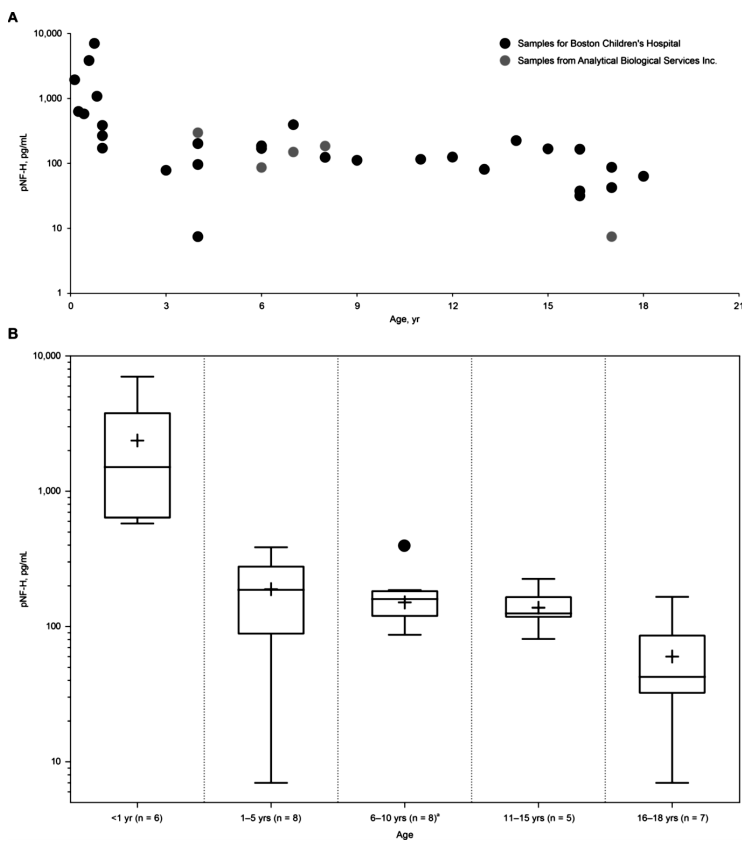 A
10,000
1,000
100
10
1
pNF-H, pg/mL
Samples for Boston Children's Hospital
Samples from Analytical Biological Services Inc.
0 3 6 9 12 15 18 21
Age, yr
B
10,000
1,000
100
10
pNF-H, pg/mL
<1 yr (n = 6) 1–5 yrs (n = 8) 6–10 yrs (n = 8)ª 11–15 yrs (n = 5) 16–18 yrs (n = 7)
Age